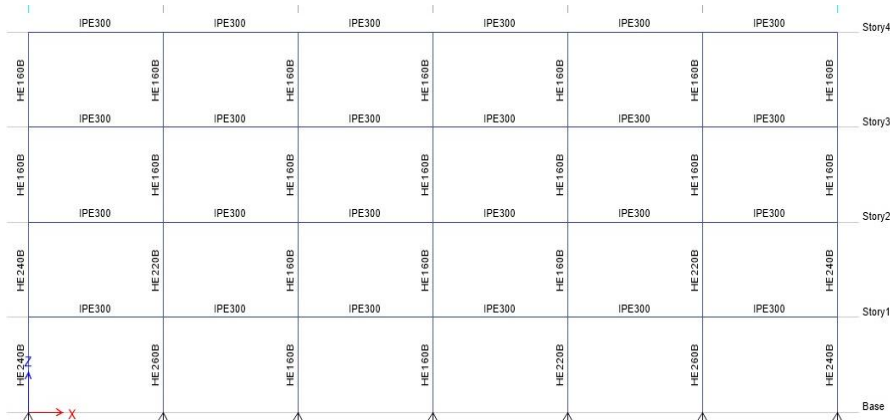 IPE300 IPE300 IPE300 IPE300 IPE300 IPE300
Story4
HE160B HE160B HE160B HE160B HE160B HE160B HE160B
IPE300 IPE300 IPE300 IPE300 IPE300 IPE300
Story3
HE160B HE160B HE160B HE160B HE160B HE160B HE160B
IPE300 IPE300 IPE300 IPE300 IPE300 IPE300
Story2
HE240B HE220B HE160B HE160B HE160B HE220B HE240B
IPE300 IPE300 IPE300 IPE300 IPE300 IPE300
Story1
HE240B HE260B HE160B HE160B HE220B HE260B HE240B
Z
X
Base